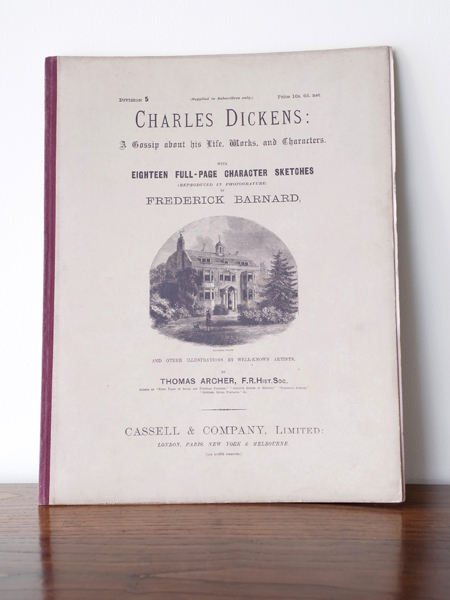 DIVISION 5 (Supplied to Subscribers only.) Price 10s. 6d. net
CHARLES DICKENS:
A Gossip about his Life, Works, and Characters.
WITH
EIGHTEEN FULL-PAGE CHARACTER SKETCHES
(REPRODUCED IN PHOTOGRAVURE)
BY
FREDERICK BARNARD,
AND OTHER ILLUSTRATIONS BY WELL-KNOWN ARTISTS.
BY
THOMAS ARCHER, F.R.HIST.SOC.
CASSELL & COMPANY, LIMITED:
LONDON, PARIS, NEW YORK & MELBOURNE.